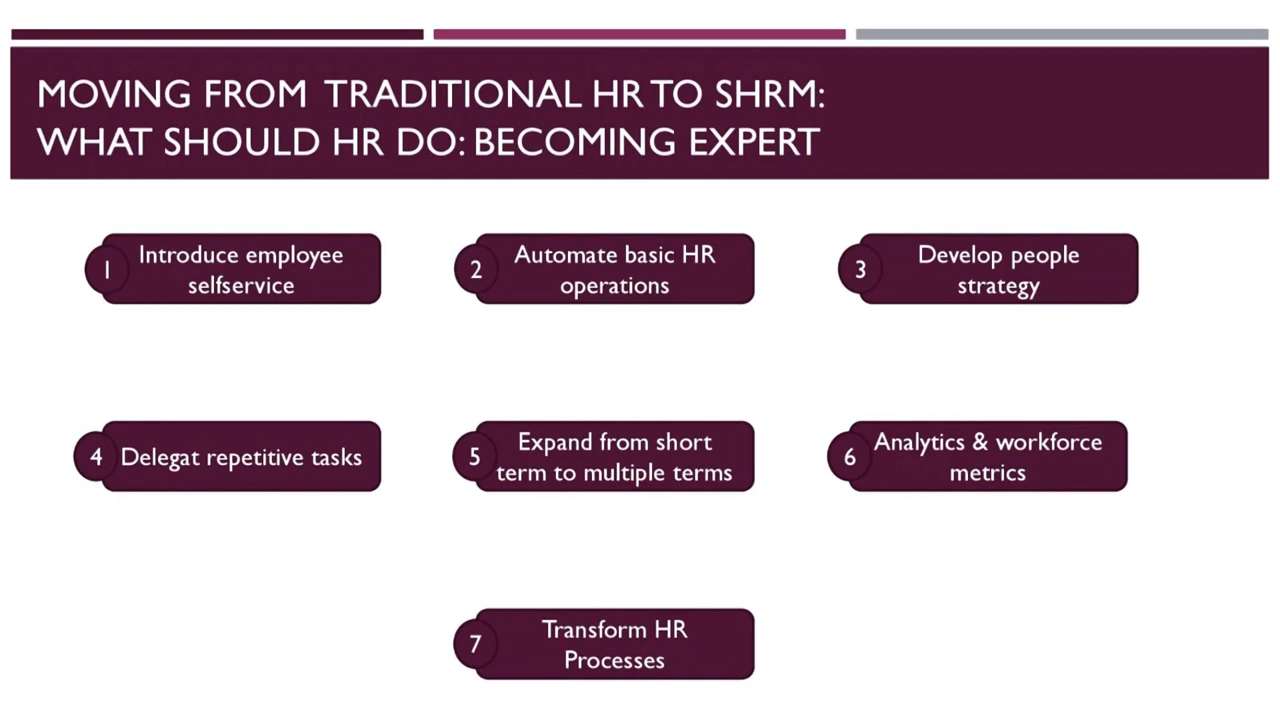 MOVING FROM TRADITIONAL HR TO SHRM:
WHAT SHOULD HR DO: BECOMING EXPERT
1
Introduce employee
selfservice
2
Automate basic HR
operations
3
Develop people
strategy
4
Delegat repetitive tasks
5
Expand from short
term to multiple terms
6
Analytics & workforce
metrics
7
Transform HR
Processes